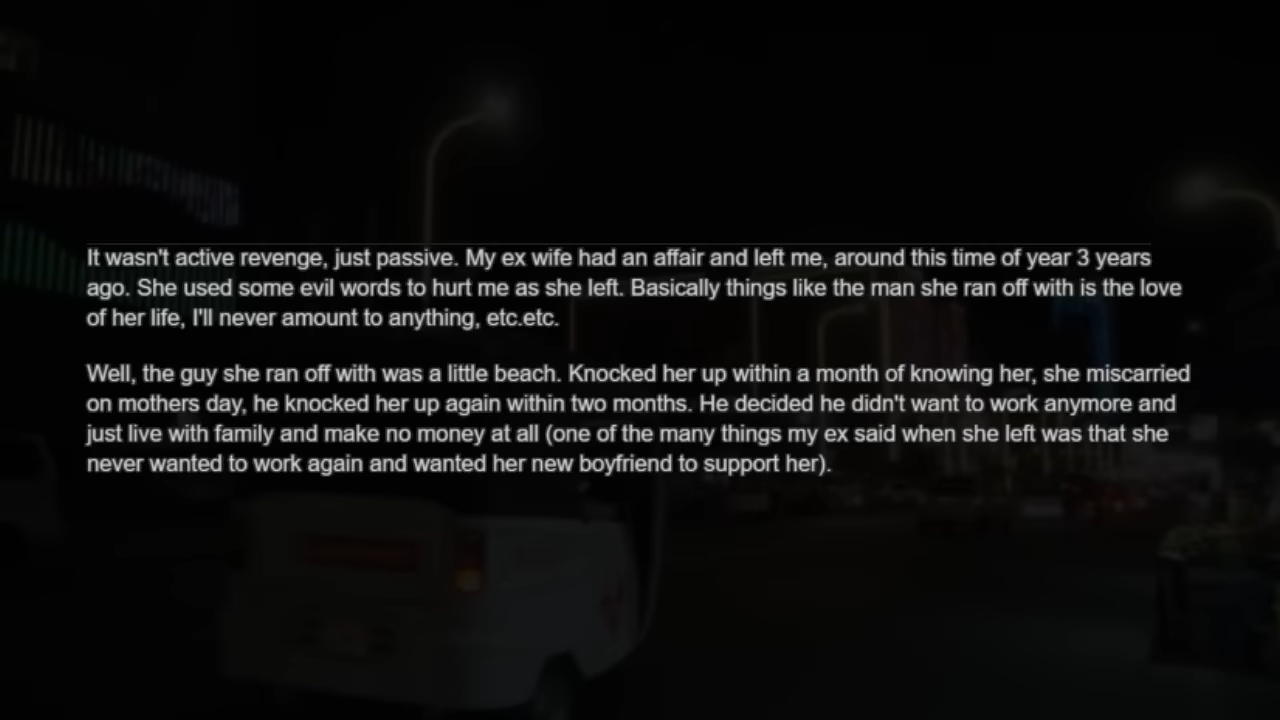 It wasn't active revenge, just passive. My ex wife had an affair and left me, around this time of year 3 years
ago. She used some evil words to hurt me as she left. Basically things like the man she ran off with is the love
of her life, I'll never amount to anything, etc.etc.
Well, the guy she ran off with was a little beach. Knocked her up within a month of knowing her, she miscarried
on mothers day, he knocked her up again within two months. He decided he didn't want to work anymore and
just live with family and make no money at all (one of the many things my ex said when she left was that she
never wanted to work again and wanted her new boyfriend to support her).